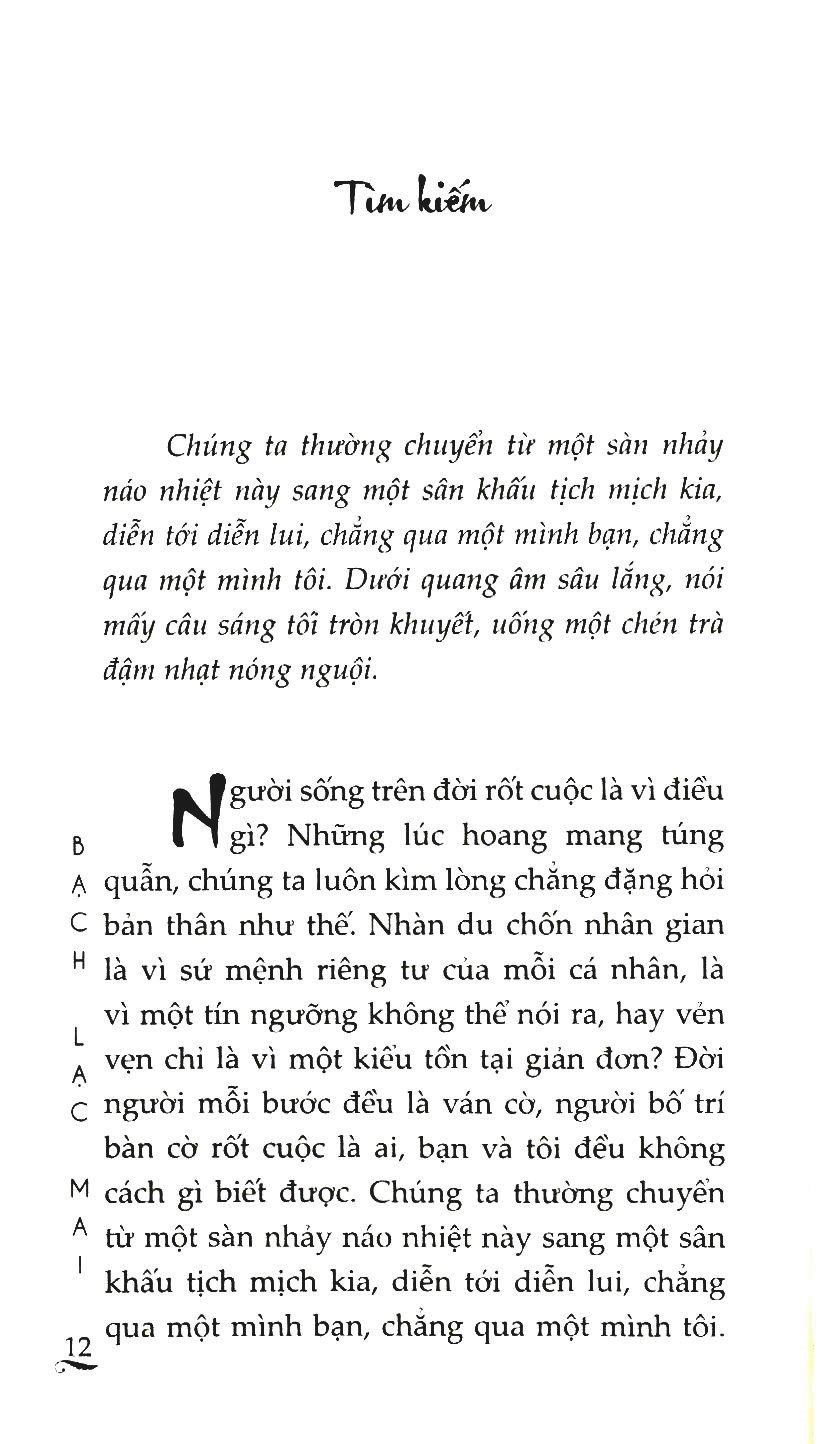 Tìm kiếm
Chúng ta thường chuyển từ một sàn nhảy
náo nhiệt này sang một sân khấu tịch mịch kia,
diễn tới diễn lui, chẳng qua một mình bạn, chẳng
qua một mình tôi. Dưới quang âm sâu lắng, nói
mấy câu sáng tối tròn khuyết, uống một chén trà
đậm nhạt nóng nguội.
Người sống trên đời rốt cuộc là vì điều
gì? Những lúc hoang mang túng
quẫn, chúng ta luôn kìm lòng chẳng đặng hỏi
bản thân như thế. Nhàn du chốn nhân gian
là vì sứ mệnh riêng tư của mỗi cá nhân, là
vì một tín ngưỡng không thể nói ra, hay vẻn
vẹn chỉ là vì một kiểu tồn tại giản đơn? Đời
người mỗi bước đều là ván cờ, người bố trí
bàn cờ rốt cuộc là ai, bạn và tôi đều không
cách gì biết được. Chúng ta thường chuyển
từ một sàn nhảy náo nhiệt này sang một sân
khấu tịch mịch kia, diễn tới diễn lui, chẳng
qua một mình bạn, chẳng qua một mình tôi.
BẠCH LẠC MAI
12